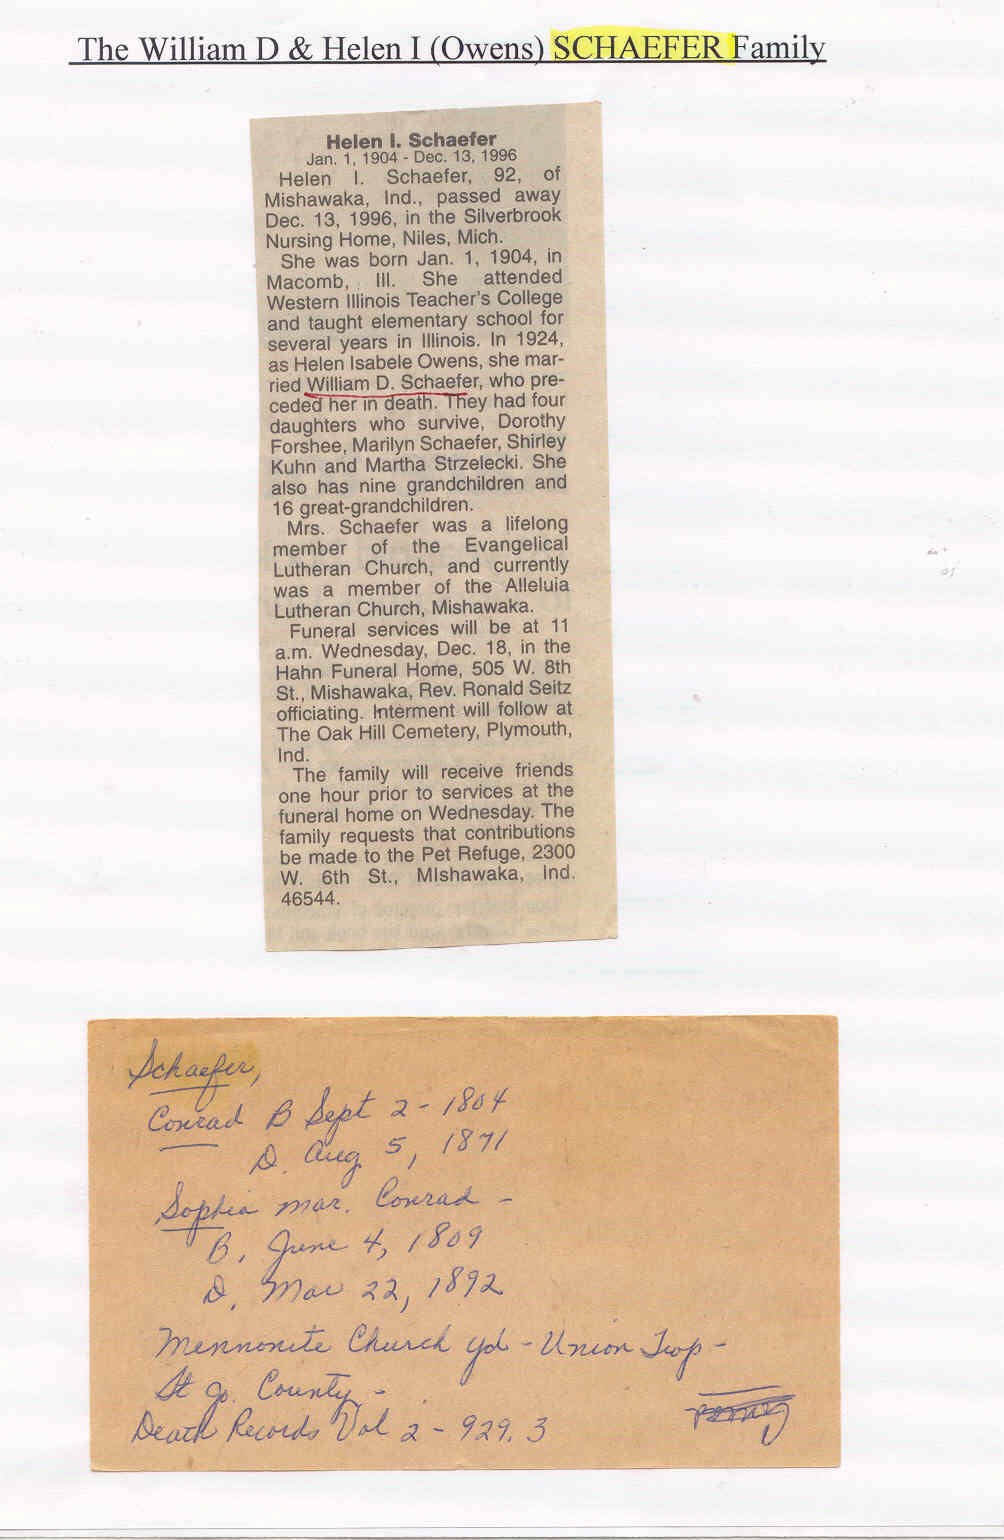 The William D & Helen I (Owens) SCHAEFER Family
Helen I. Schaefer
Jan. 1, 1904 - Dec. 13, 1996
Helen I. Schaefer, 92, of
Mishawaka, Ind., passed away
Dec. 13, 1996, in the Silverbrook
Nursing Home, Niles, Mich.
She was born Jan. 1, 1904, in
Macomb, Ill. She attended
Western Illinois Teacher's College
and taught elementary school for
several years in Illinois. In 1924,
as Helen Isabele Owens, she mar-
ried William D. Schaefer, who pre-
ceded her in death. They had four
daughters who survive, Dorothy
Forshee, Marilyn Schaefer, Shirley
Kuhn and Martha Strzelecki. She
also has nine grandchildren and
16 great-grandchildren.
Mrs. Schaefer was a lifelong
member of the Evangelical
Lutheran Church, and currently
was a member of the Alleluia
Lutheran Church, Mishawaka.
Funeral services will be at 11
a.m. Wednesday, Dec. 18, in the
Hahn Funeral Home, 505 W. 8th
St., Mishawaka, Rev. Ronald Seitz
officiating. Interment will follow at
The Oak Hill Cemetery, Plymouth,
Ind.
The family will receive friends
one hour prior to services at the
funeral home on Wednesday. The
family requests that contributions
be made to the Pet Refuge, 2300
W. 6th St., MIshawaka, Ind.
46544.
Schaefer,
Conrad B Sept 2 - 1804
D. Aug 5, 1871
Sophia mar. Conrad -
B. June 4, 1809
D. Mar 22, 1892
Mennonite Church yd - Union Twp -
St Jo. County -
Death Records Vol 2 - 929.3